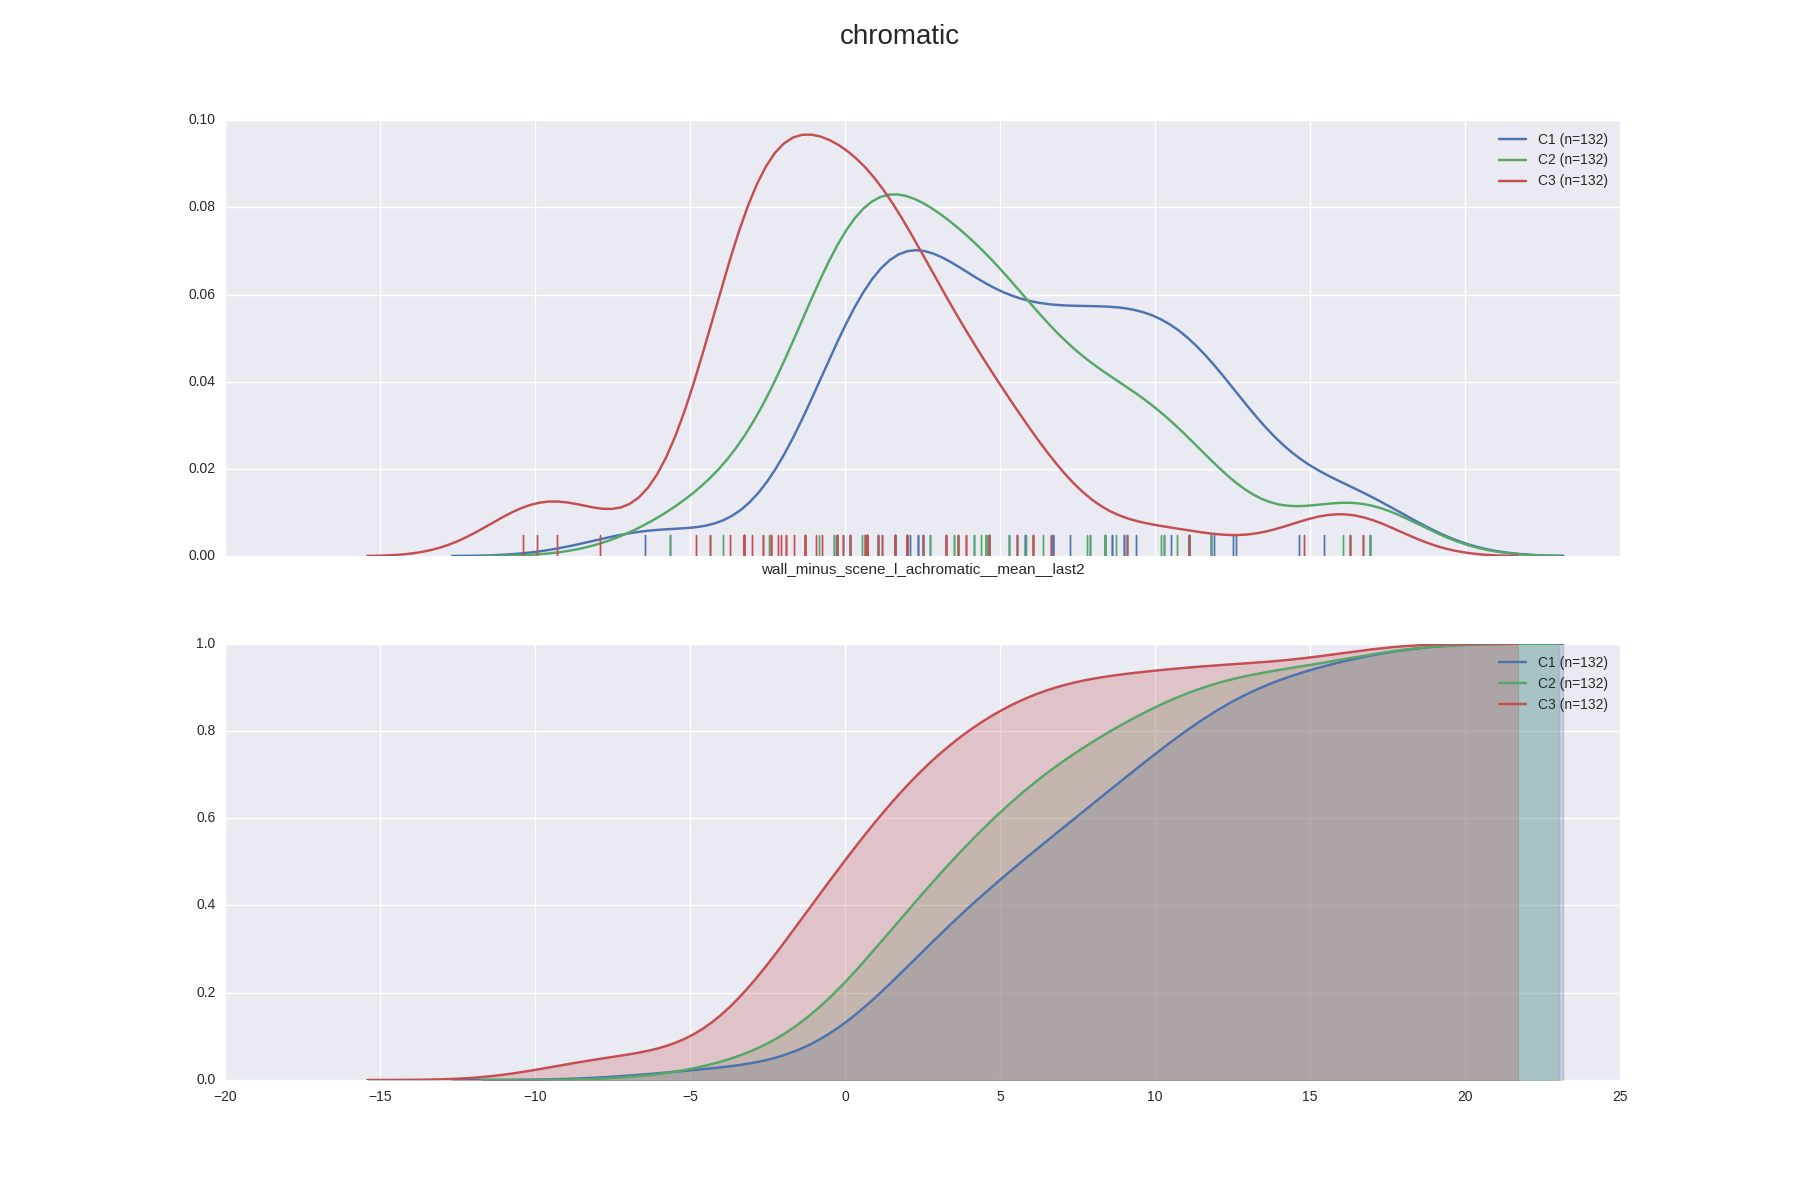 chromatic
0.10
0.08
0.06
0.04
0.02
0.00
C1 (n=132)
C2 (n=132)
C3 (n=132)
wall_minus_scene_l_achromatic__mean__last2
1.0
0.8
0.6
0.4
0.2
0.0
C1 (n=132)
C2 (n=132)
C3 (n=132)
−20 −15 −10 −5 0 5 10 15 20 25